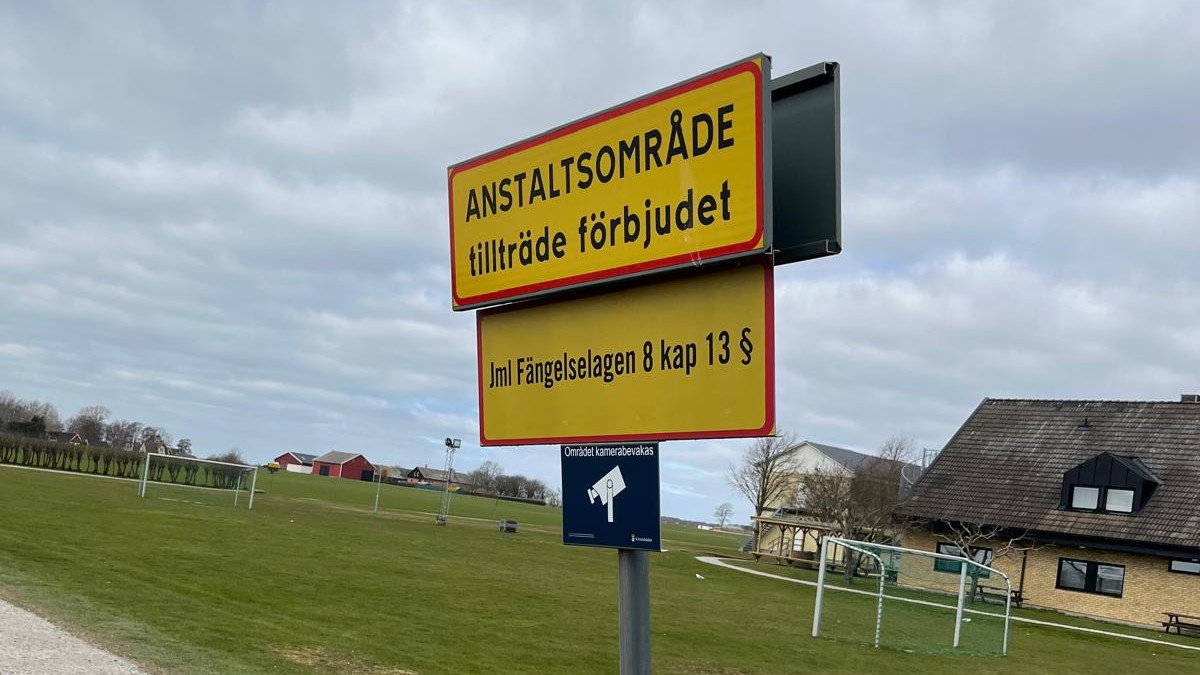 ANSTALTSOMRÅDE
tillträde förbjudet
Jml Fängelselagen 8 kap 13 §
Området kamerabevakas